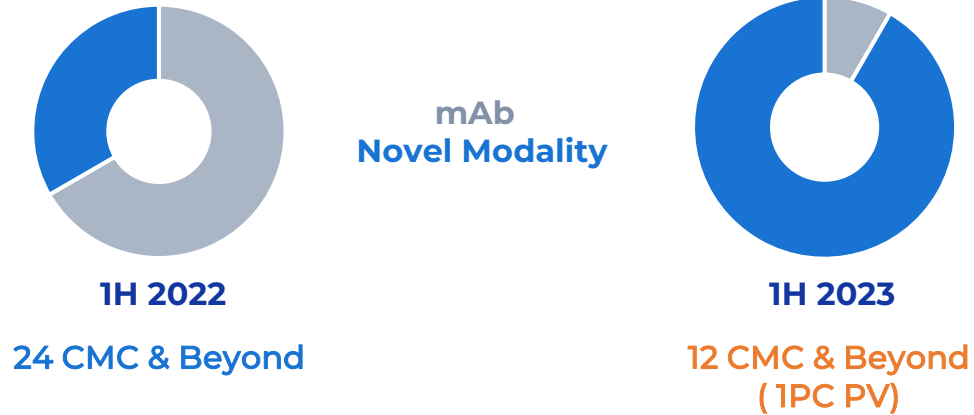 mAb
Novel Modality
1H 2022
1H 2023
24 CMC & Beyond
12 CMC & Beyond
( 1PC PV)